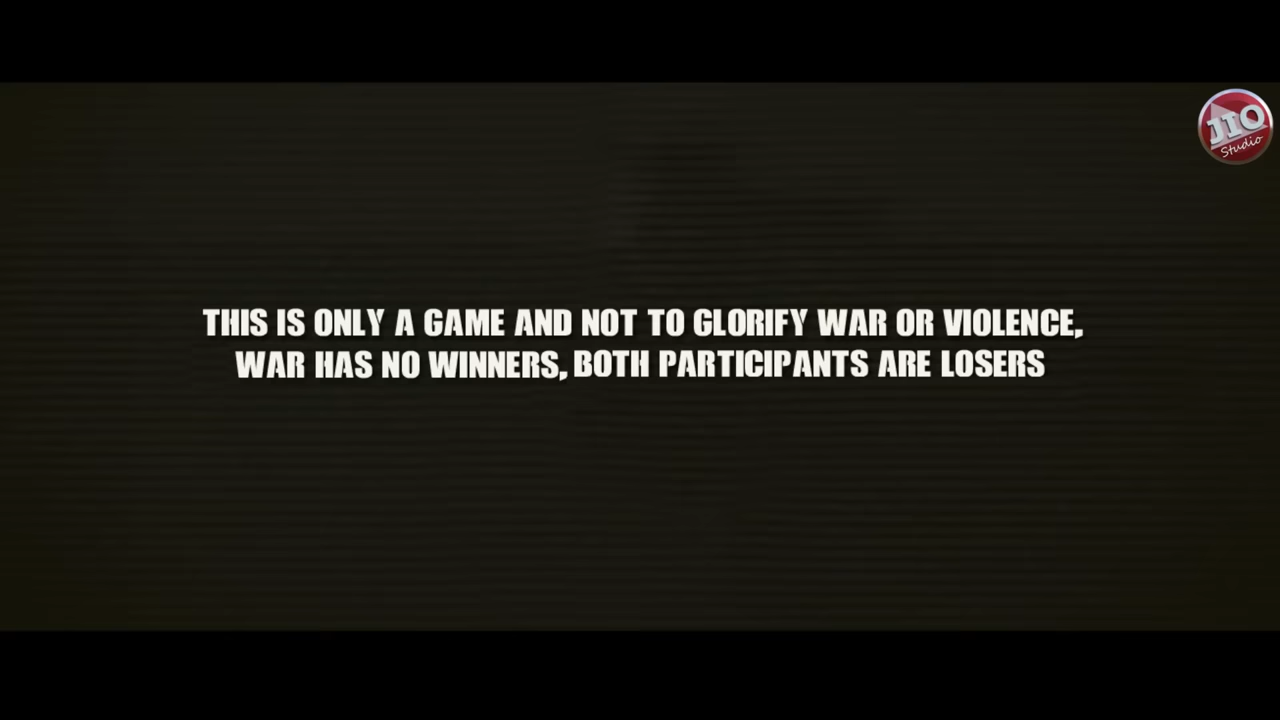 JIO
Studio
THIS IS ONLY A GAME AND NOT TO GLORIFY WAR OR VIOLENCE,
WAR HAS NO WINNERS, BOTH PARTICIPANTS ARE LOSERS